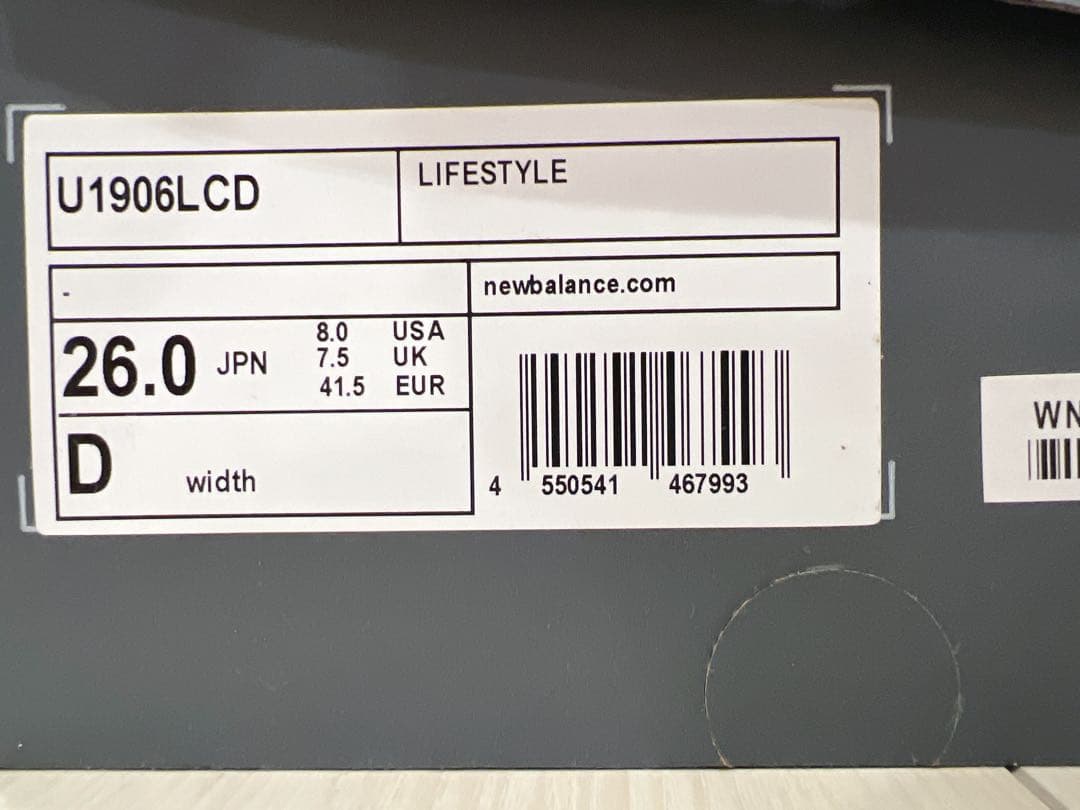 U1906LCD
LIFESTYLE
-
newbalance.com
26.0 JPN
8.0 USA
7.5 UK
41.5 EUR
D width
4 550541 467993
WN